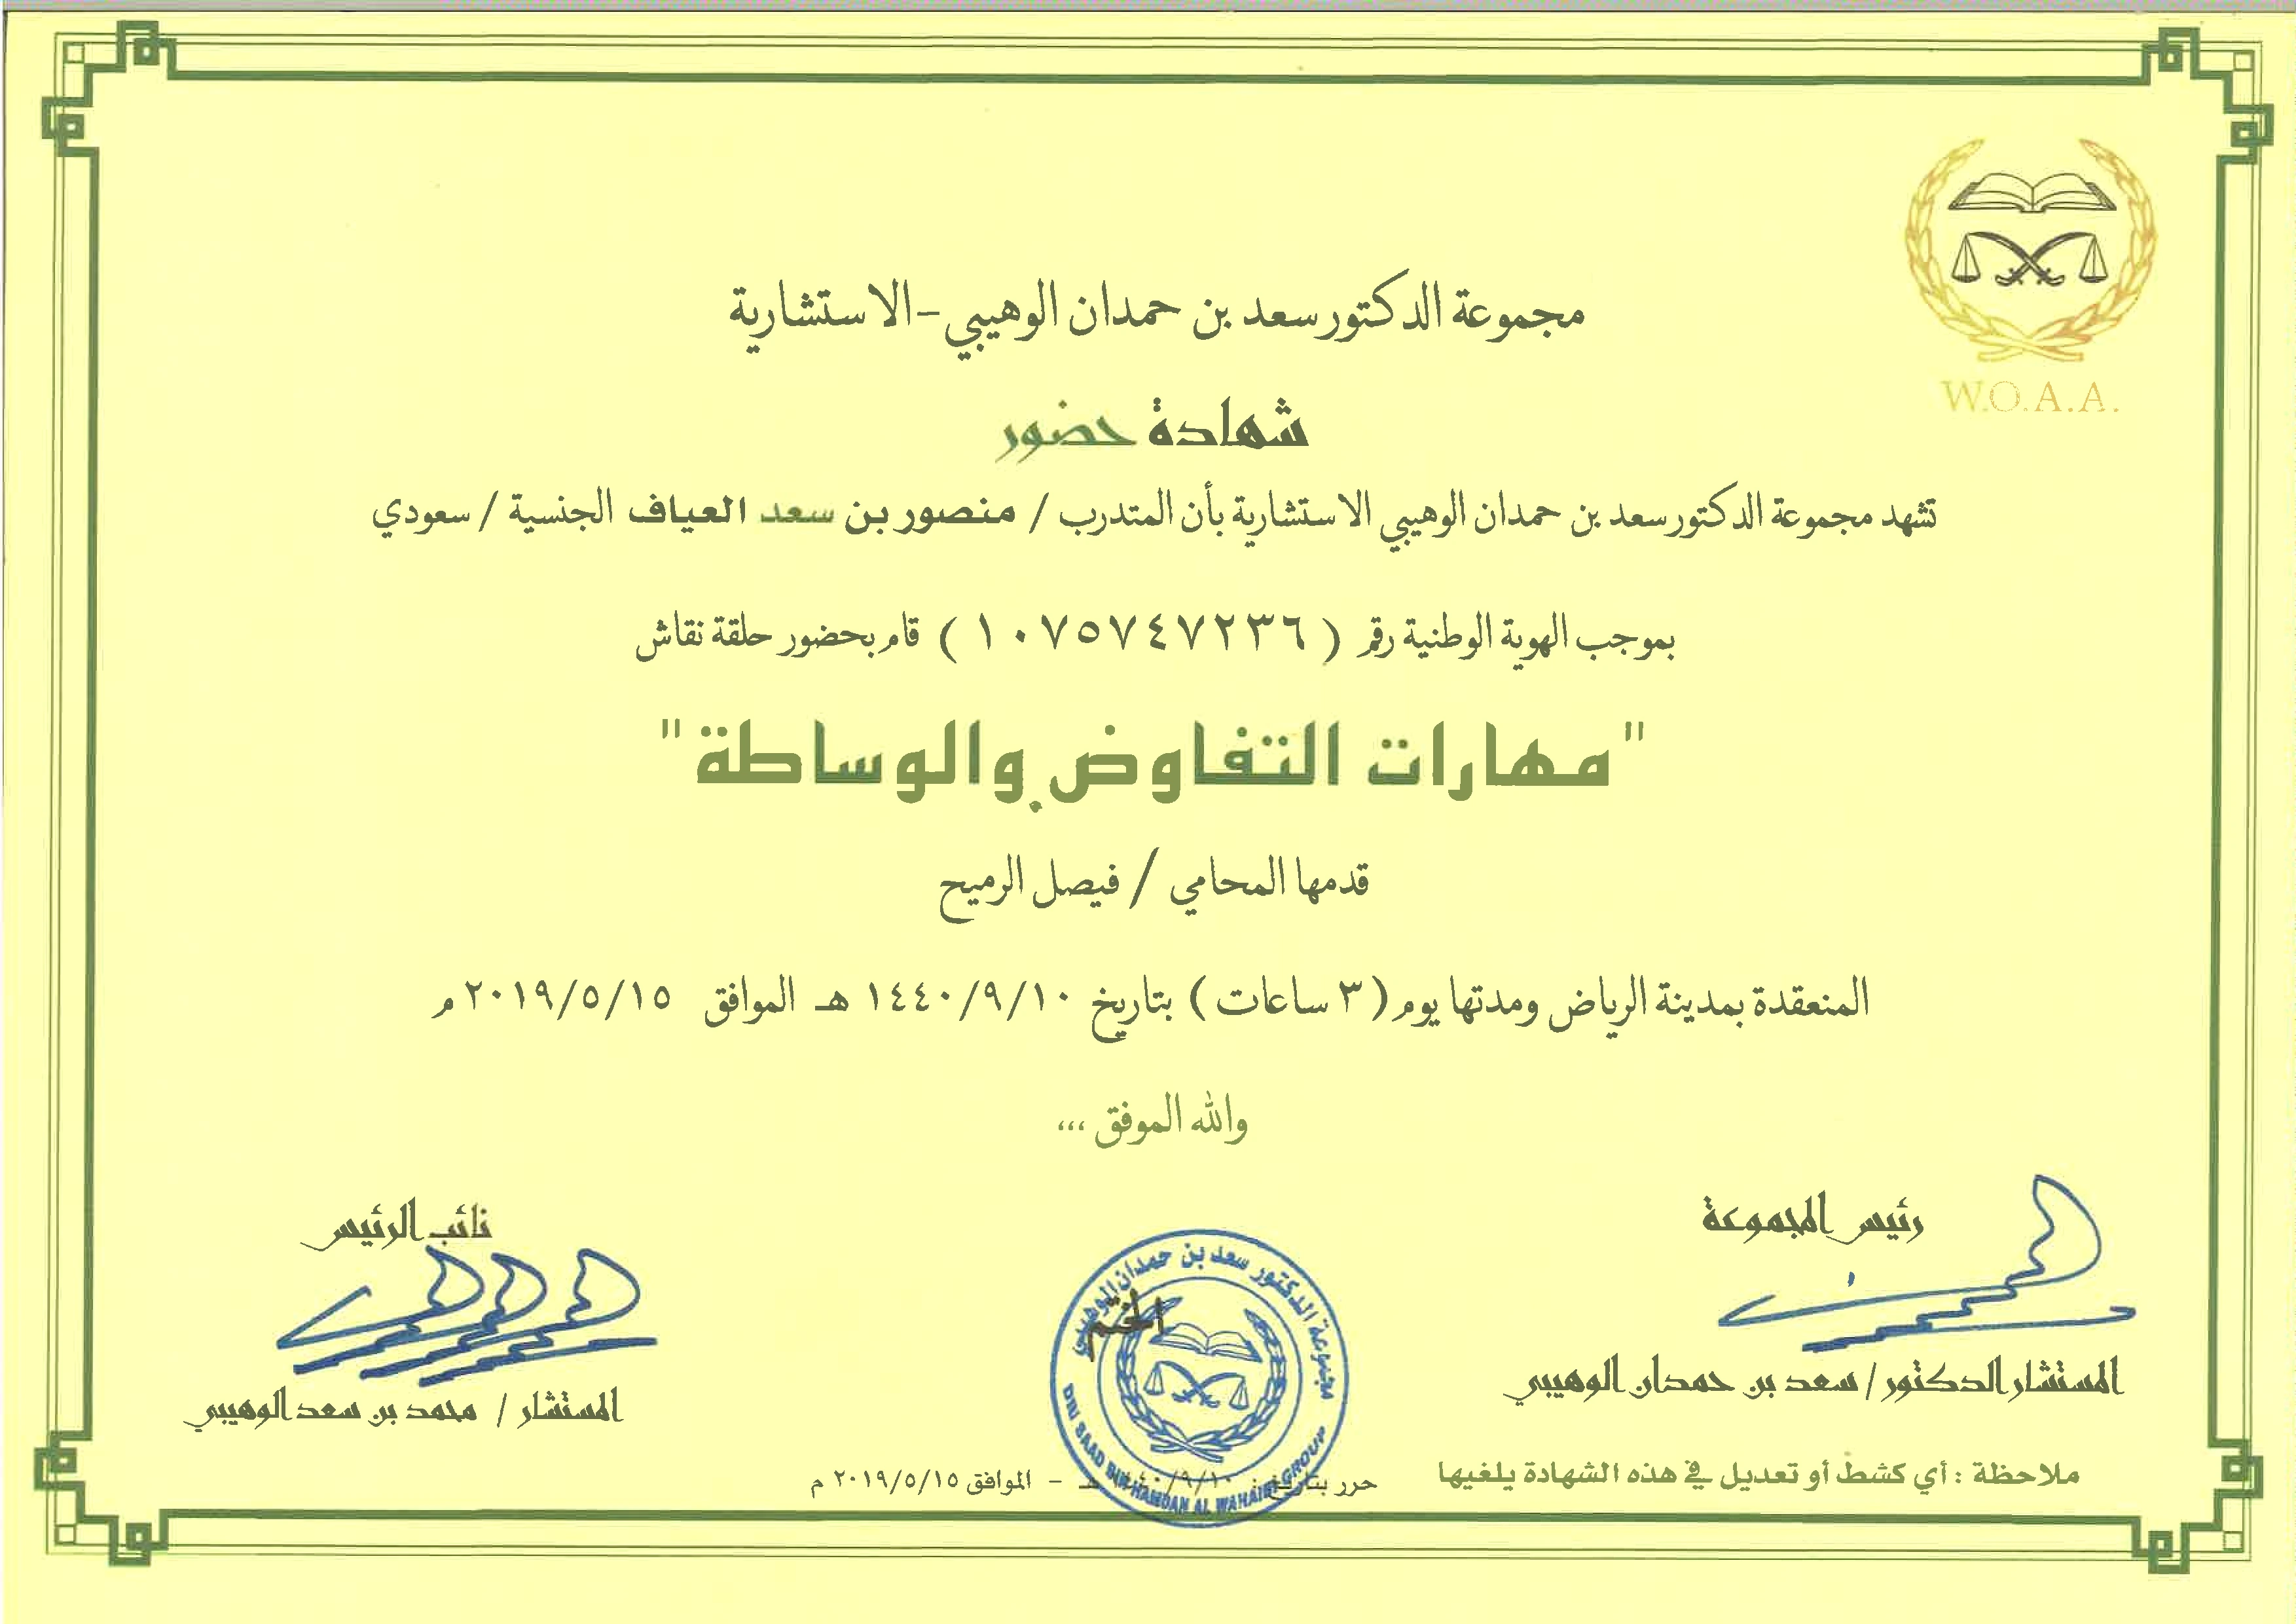 W.O.A.A.
مجموعة الدكتور سعد بن حمدان الوهيبي-الاستشارية
شهادة حضور
تشهد مجموعة الدكتور سعد بن حمدان الوهيبي الاستشارية بأن المتدرب / منصور بن سعد العياف الجنسية / سعودي
بموجب الهوية الوطنية رقم ( ١٠٧٥٧٤٧٢٣٦ ) قام بحضور حلقة نقاش
"مهارات التفاوض والوساطة"
قدمها المحامي / فيصل الرميح
المنعقدة بمدينة الرياض ومدتها يوم (٣ ساعات ) بتاريخ ١٤٤٠/٩/١٠ هـ الموافق ٢٠١٩/٥/١٥ م
والله الموفق ...
رئيس المجموعة
نائب الرئيس
الختم
مجموعة الدكتور سعد بن حمدان الوهيبي
SAAD BIN HAMDAN AL WAHAIBI GROUP
المستشار الدكتور / سعد بن حمدان الوهيبي
المستشار / محمد بن سعد الوهيبي
ملاحظة : أي كشط أو تعديل في هذه الشهادة يلغيها
حرر بتاريخ ١٤٤٠/٩/١٠ هـ - الموافق ٢٠١٩/٥/١٥ م